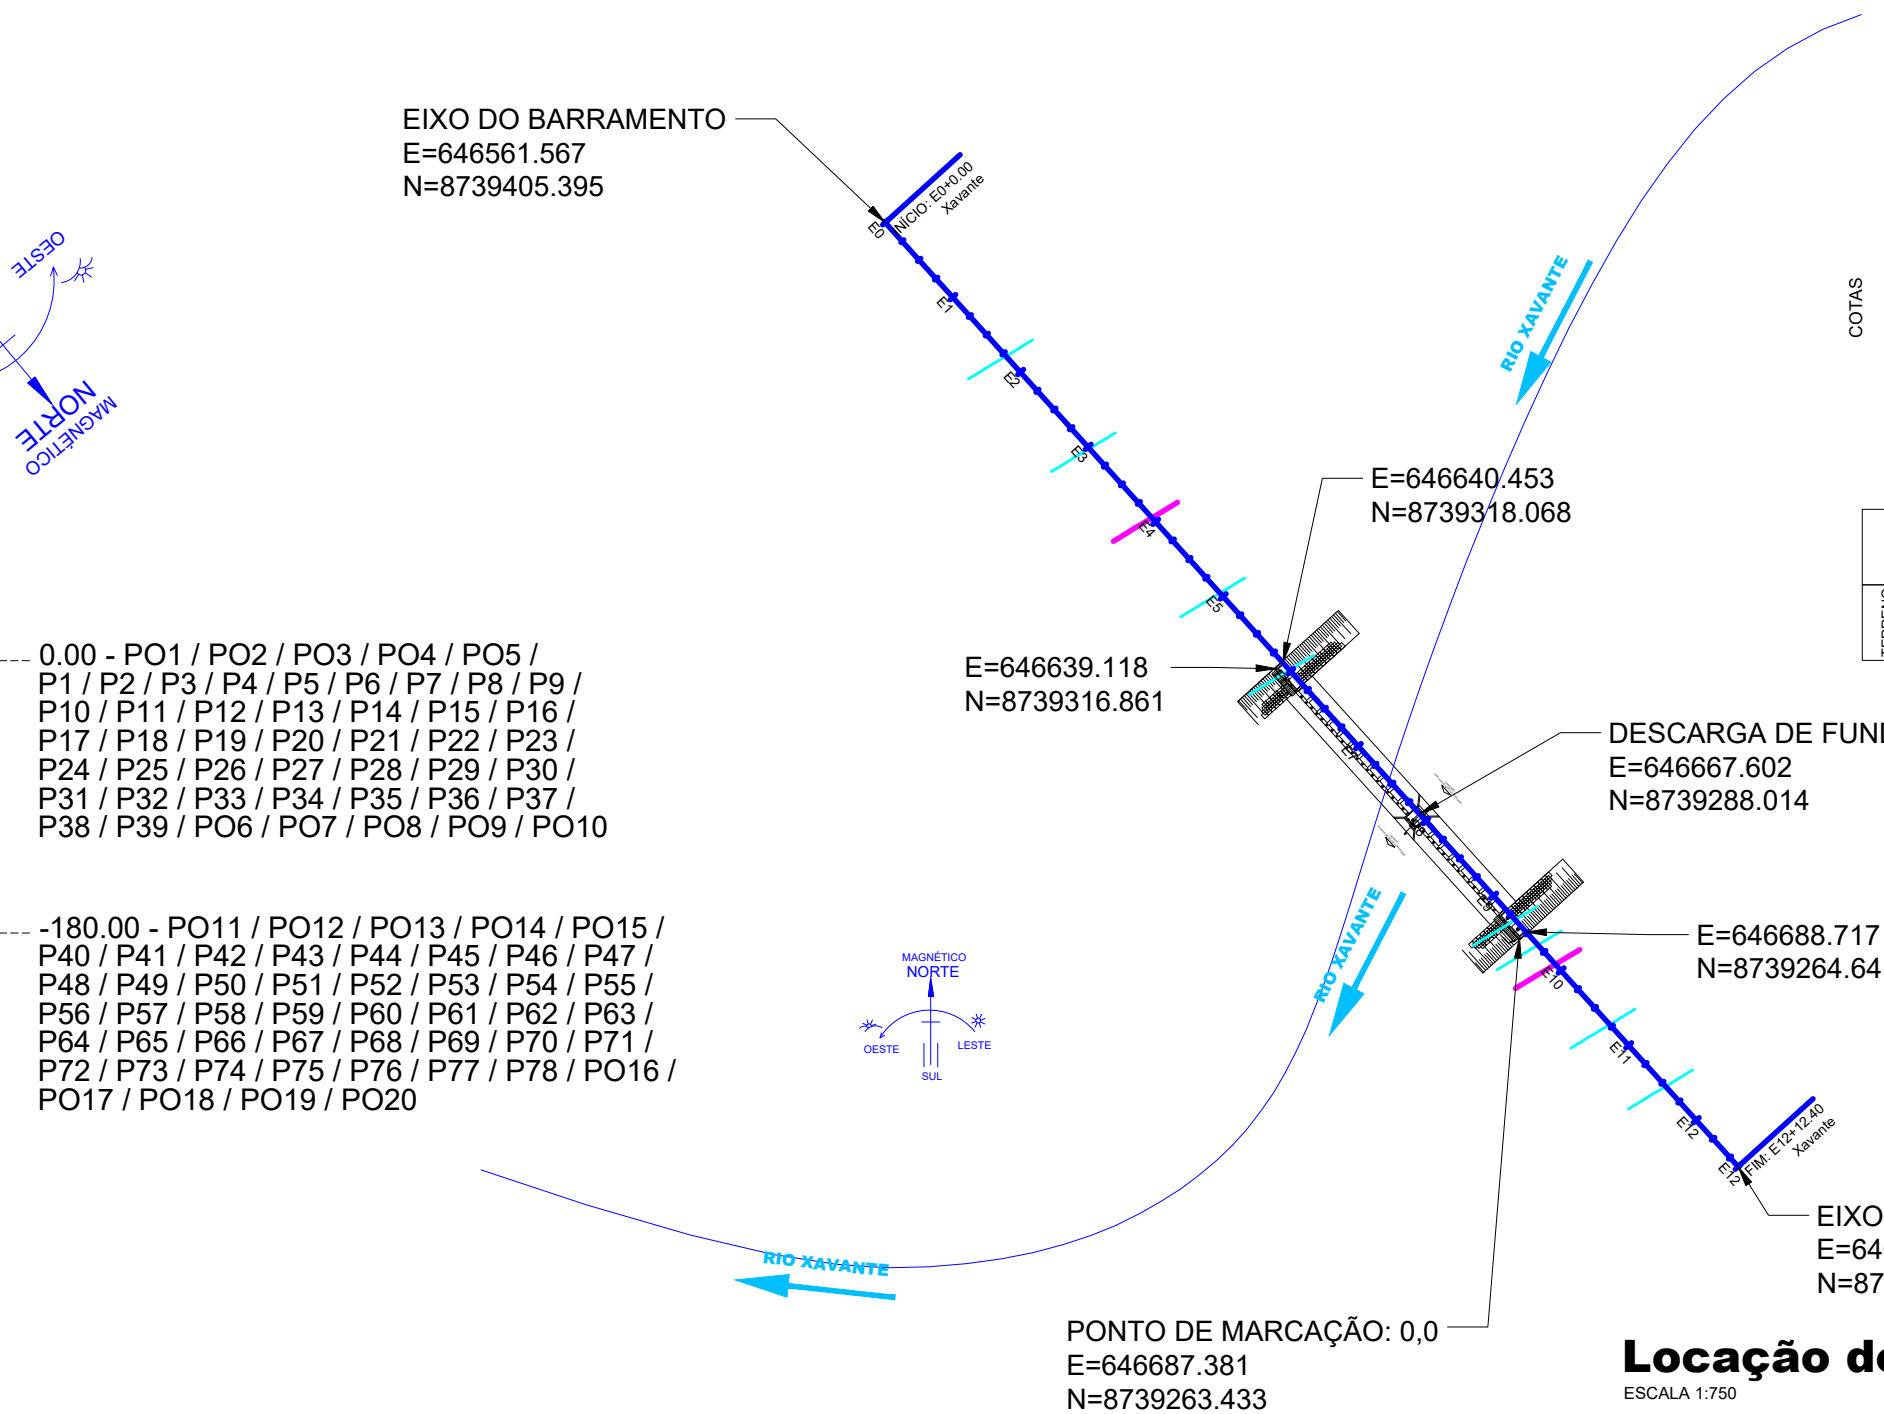 EIXO DO BARRAMENTO
E=646561.567
N=8739405.395
E0
NÍCIO: E0+0.00
Xavante
OESTE
NORTE
MAGNÉTICO
E1
E2
E3
E4
E5
RIO XAVANTE
COTAS
E=646640.453
N=8739318.068
E=646639.118
N=8739316.861
0.00 - PO1 / PO2 / PO3 / PO4 / PO5 /
P1 / P2 / P3 / P4 / P5 / P6 / P7 / P8 / P9 /
P10 / P11 / P12 / P13 / P14 / P15 / P16 /
P17 / P18 / P19 / P20 / P21 / P22 / P23 /
P24 / P25 / P26 / P27 / P28 / P29 / P30 /
P31 / P32 / P33 / P34 / P35 / P36 / P37 /
P38 / P39 / PO6 / PO7 / PO8 / PO9 / PO10
E7
DESCARGA DE FUN
E=646667.602
N=8739288.014
E9
-180.00 - PO11 / PO12 / PO13 / PO14 / PO15 /
P40 / P41 / P42 / P43 / P44 / P45 / P46 / P47 /
P48 / P49 / P50 / P51 / P52 / P53 / P54 / P55 /
P56 / P57 / P58 / P59 / P60 / P61 / P62 / P63 /
P64 / P65 / P66 / P67 / P68 / P69 / P70 / P71 /
P72 / P73 / P74 / P75 / P76 / P77 / P78 / PO16 /
PO17 / PO18 / PO19 / PO20
MAGNÉTICO
NORTE
OESTE
LESTE
SUL
RIO XAVANTE
E=646688.717
N=8739264.64
E10
E11
E12
E12
FIM: E12+12.40
Xavante
EIXO
E=64
N=87
RIO XAVANTE
PONTO DE MARCAÇÃO: 0,0
E=646687.381
N=8739263.433
Locação de
ESCALA 1:750